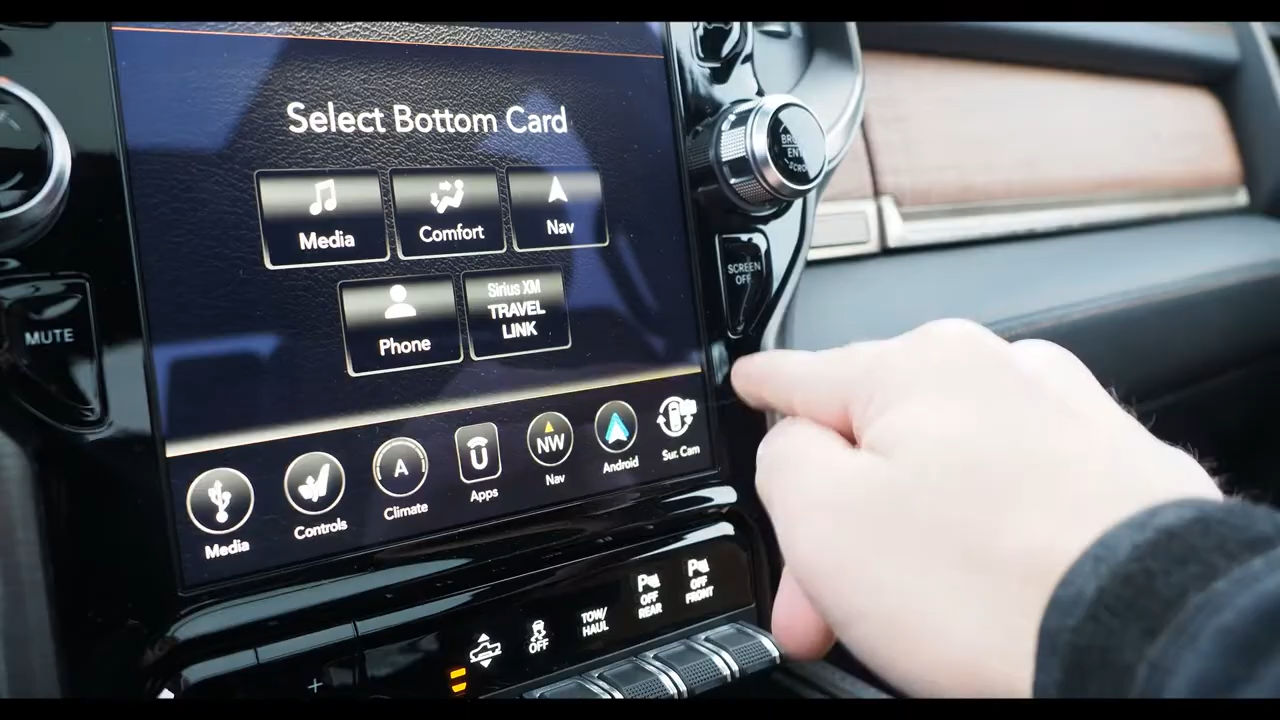 Select Bottom Card
Media
Comfort
Nav
Phone
Sirius XM
TRAVEL
LINK
MUTE
SCREEN
OFF
Media
Controls
A
Climate
Apps
NW
Nav
Android
Sur. Cam
OFF
TOW/
HAUL
OFF
REAR
OFF
FRONT